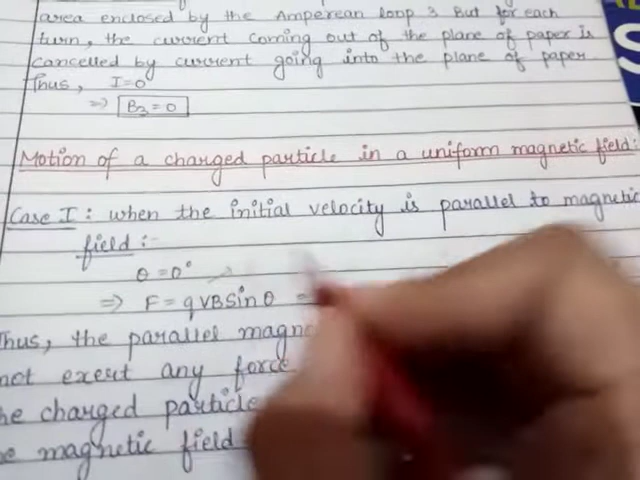 area enclosed by the Amperean loop 3. But for each
turn, the current coming out of the plane of paper is
cancelled by current going into the plane of paper
Thus, I=0
⇒ B₃ = 0
Motion of a charged particle in a uniform magnetic field:
Case I : when the initial velocity is parallel to magnetic
field :-
θ = 0°
⇒ F = qVBsinθ =
Thus, the parallel magne
not exert any force
he charged particle
e magnetic field